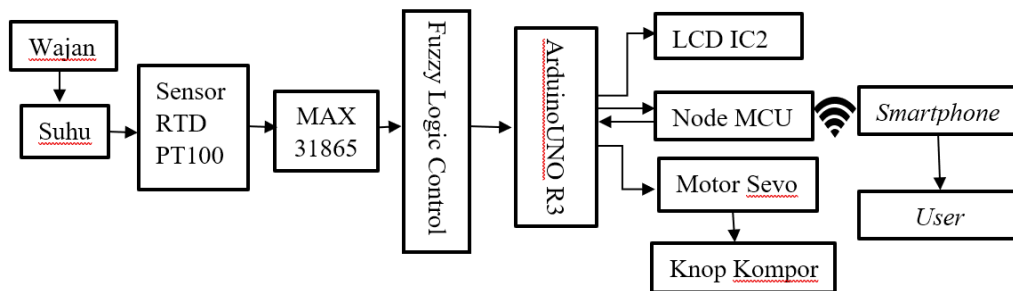 Wajan
Suhu
Sensor
RTD
PT100
MAX
31865
Fuzzy Logic Control
ArduinoUNO R3
LCD IC2
Node MCU
Motor Sevo
Knop Kompor
Smartphone
User